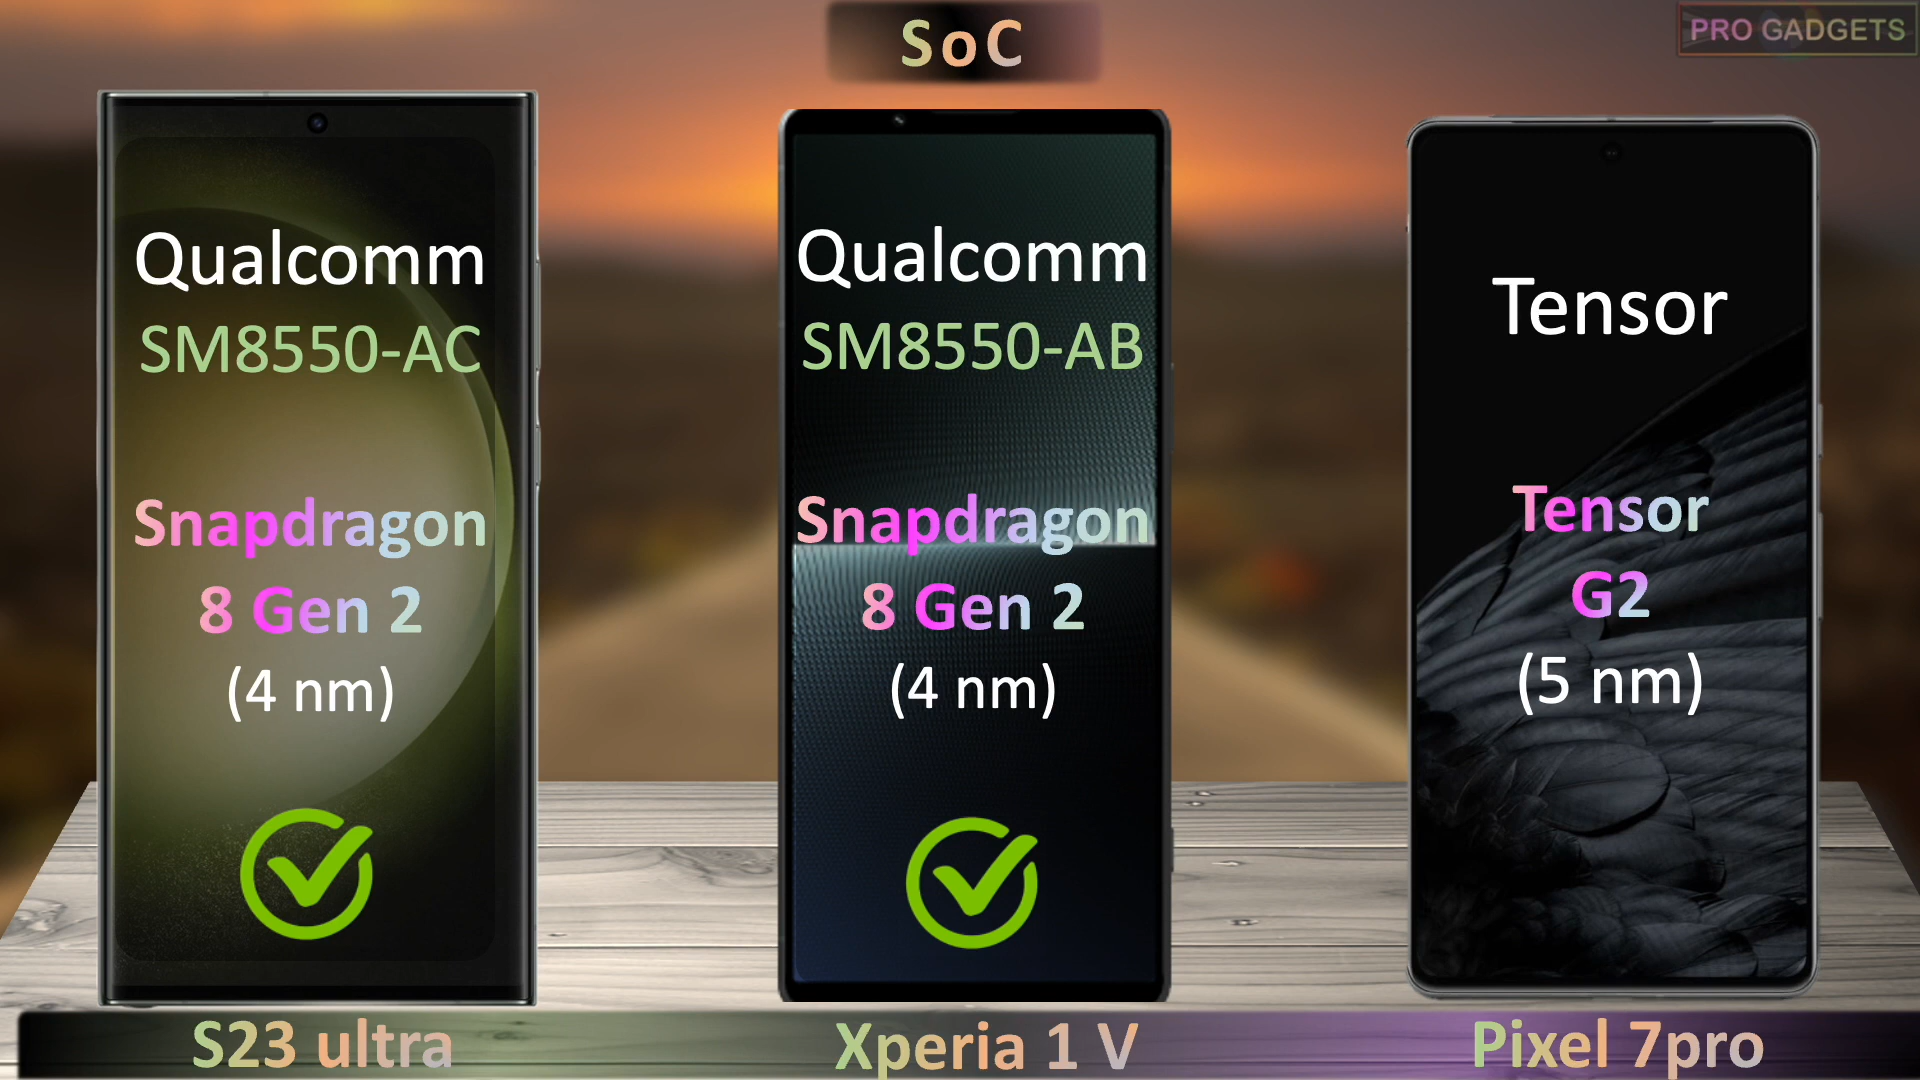 SoC
PRO GADGETS
Qualcomm
SM8550-AC
Snapdragon
8 Gen 2
(4 nm)
S23 ultra
Qualcomm
SM8550-AB
Snapdragon
8 Gen 2
(4 nm)
Xperia 1 V
Tensor
Tensor
G2
(5 nm)
Pixel 7pro